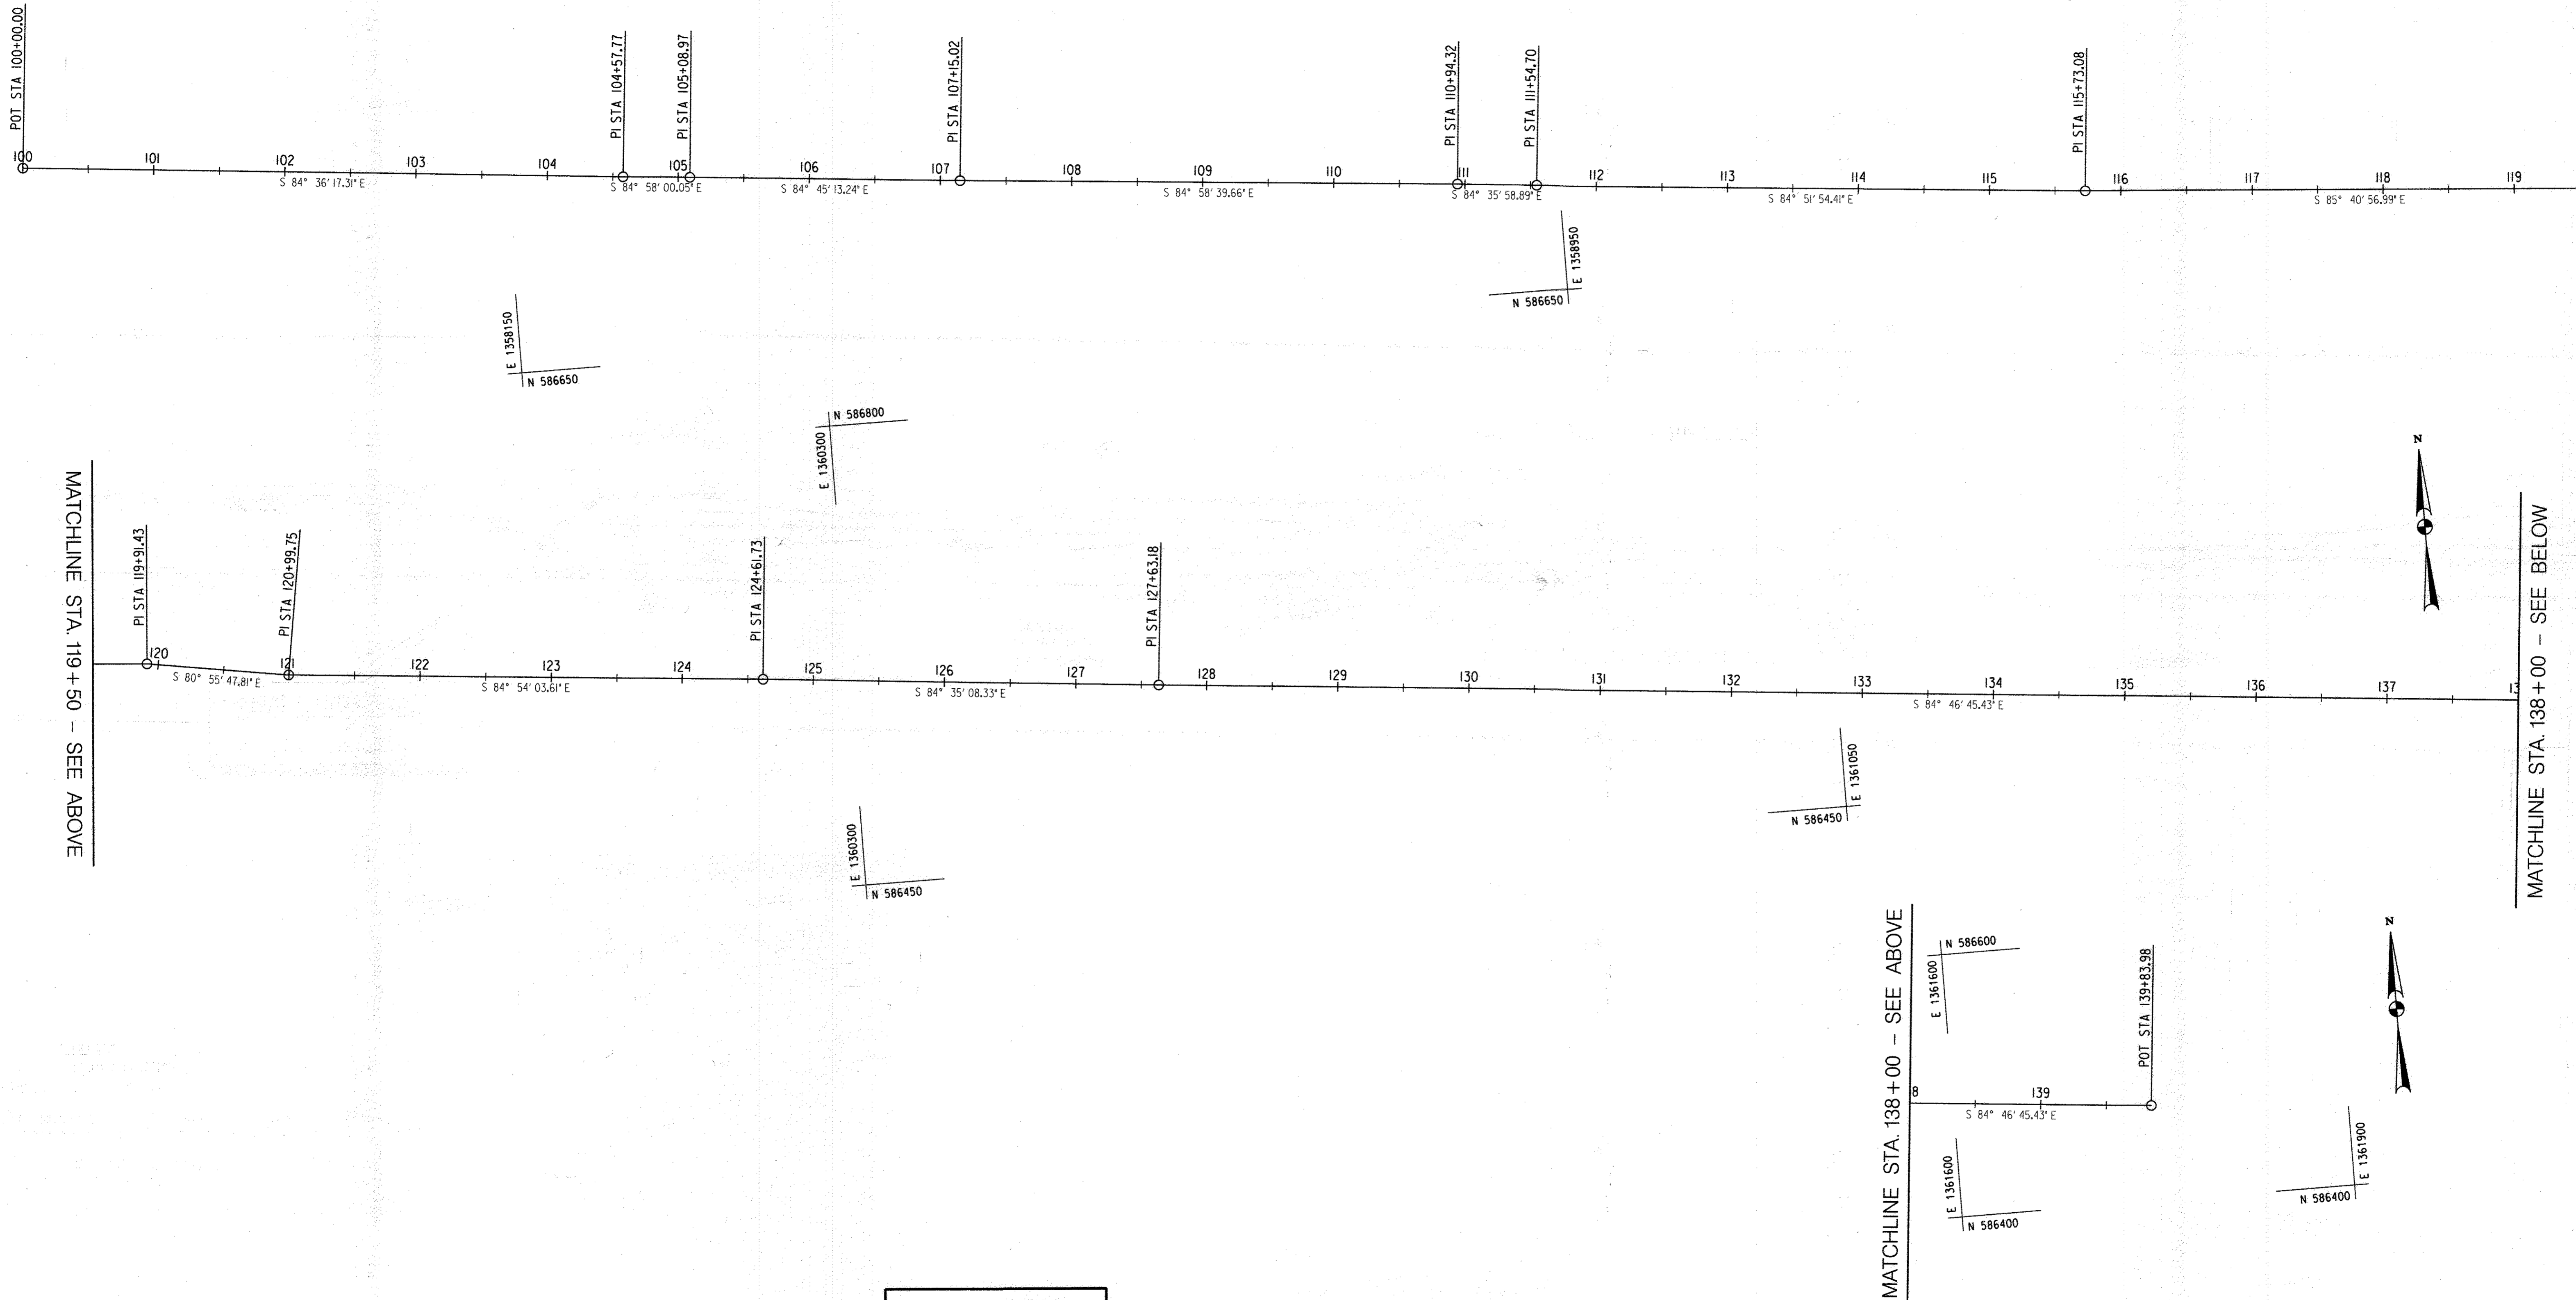 POT STA 100+00.00
PI STA 104+57.77
PI STA 105+08.97
PI STA 107+15.02
PI STA 110+94.32
PI STA 111+54.70
PI STA 115+73.08
100 101 102 103 104 105 106 107 108 109 110 111 112 113 114 115 116 117 118 119
S 84° 36' 17.31" E
S 84° 58' 00.05" E
S 84° 45' 13.24" E
S 84° 58' 39.66" E
S 84° 35' 58.89" E
S 84° 51' 54.41" E
S 85° 40' 56.99" E
E 1358150
N 586650
E 1358950
N 586650
N 586800
E 1360300
N
MATCHLINE STA. 119+50 - SEE ABOVE
PI STA 119+91.43
PI STA 120+99.75
PI STA 124+61.73
PI STA 127+63.18
120 121 122 123 124 125 126 127 128 129 130 131 132 133 134 135 136 137 13
S 80° 55' 47.81" E
S 84° 54' 03.61" E
S 84° 35' 08.33" E
S 84° 46' 45.43" E
MATCHLINE STA. 138+00 - SEE BELOW
E 1360300
N 586450
E 1361050
N 586450
MATCHLINE STA. 138+00 - SEE ABOVE
N 586600
E 1361600
POT STA 139+83.98
N
8 139
S 84° 46' 45.43" E
E 1361600
N 586400
E 1361900
N 586400